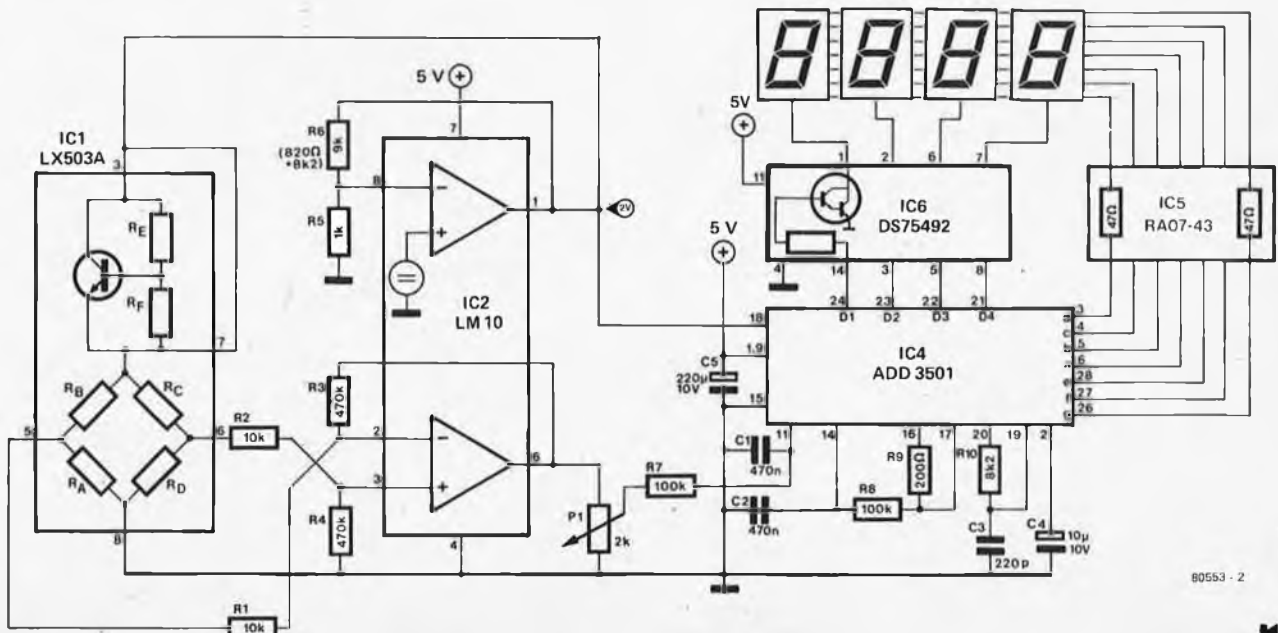 5 V
5V
IC1
LX503A
3
RE
RF
7
RB
RC
5
6
RA
RD
8
R2
10k
R1
10k
R6
9k
(820Ω
+8k2)
R5
1k
7
8
1
2V
IC2
LM 10
R3
470k
2
3
6
R4
470k
4
P1
2k
R7
100k
11
1 2 6 7
IC6
DS75492
4 14 3 5 8
5 V
24 23 22 21
D1 D2 D3 D4
18
1,9
15
IC4
ADD 3501
C5
220µ
10V
C1
470n
C2
470n
11 14 16 17 20 19 2
R9
200Ω
R10
8k2
R8
100k
C3
220p
C4
10µ
10V
47Ω
IC5
RA07-43
47Ω
3
4
5
6
28
27
26
80553 - 2